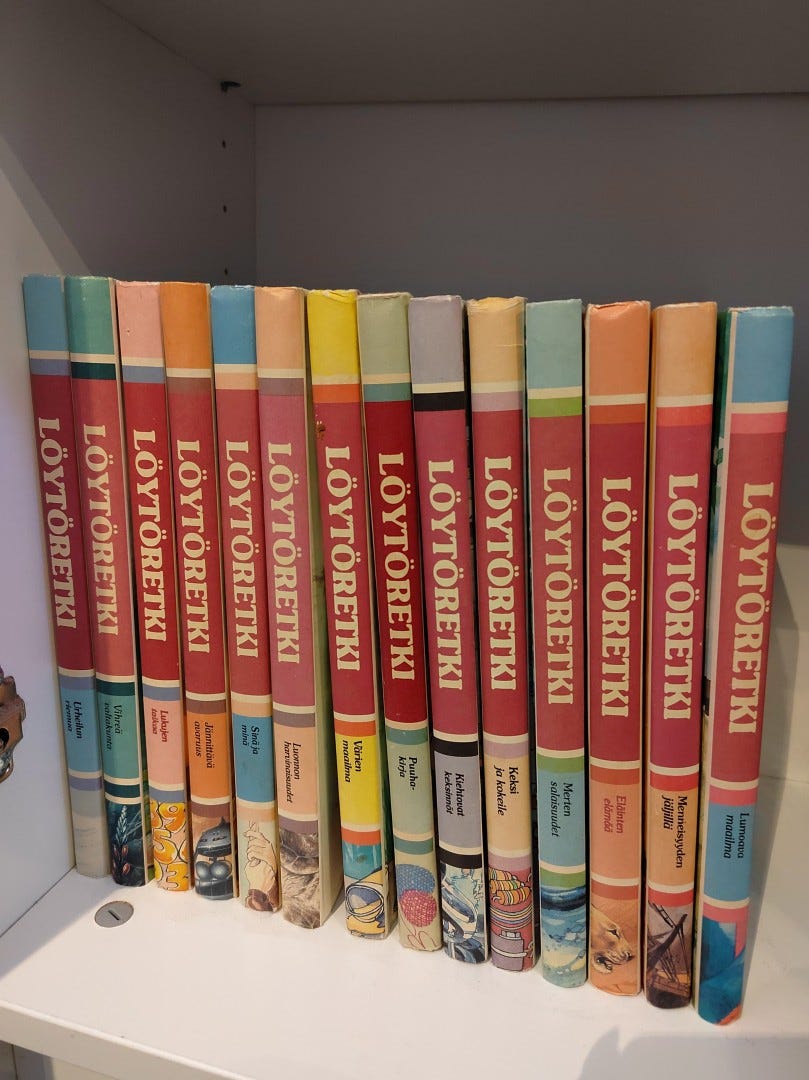 LÖYTÖRETKI
Urheilun
riemua
LÖYTÖRETKI
Vihreä
valtakunta
LÖYTÖRETKI
Lukujen
taikaa
LÖYTÖRETKI
Jännittävä
avaruus
LÖYTÖRETKI
Sinä ja
minä
LÖYTÖRETKI
Luonnon
harvinaisuudet
LÖYTÖRETKI
Värien
maailma
LÖYTÖRETKI
Puuha-
kirja
LÖYTÖRETKI
Kiehtovat
keksinnöt
LÖYTÖRETKI
Keksi
ja kokeile
LÖYTÖRETKI
Merten
salaisuudet
LÖYTÖRETKI
Eläinten
elämää
LÖYTÖRETKI
Menneisyyden
jäljillä
LÖYTÖRETKI
Lumoava
maailma